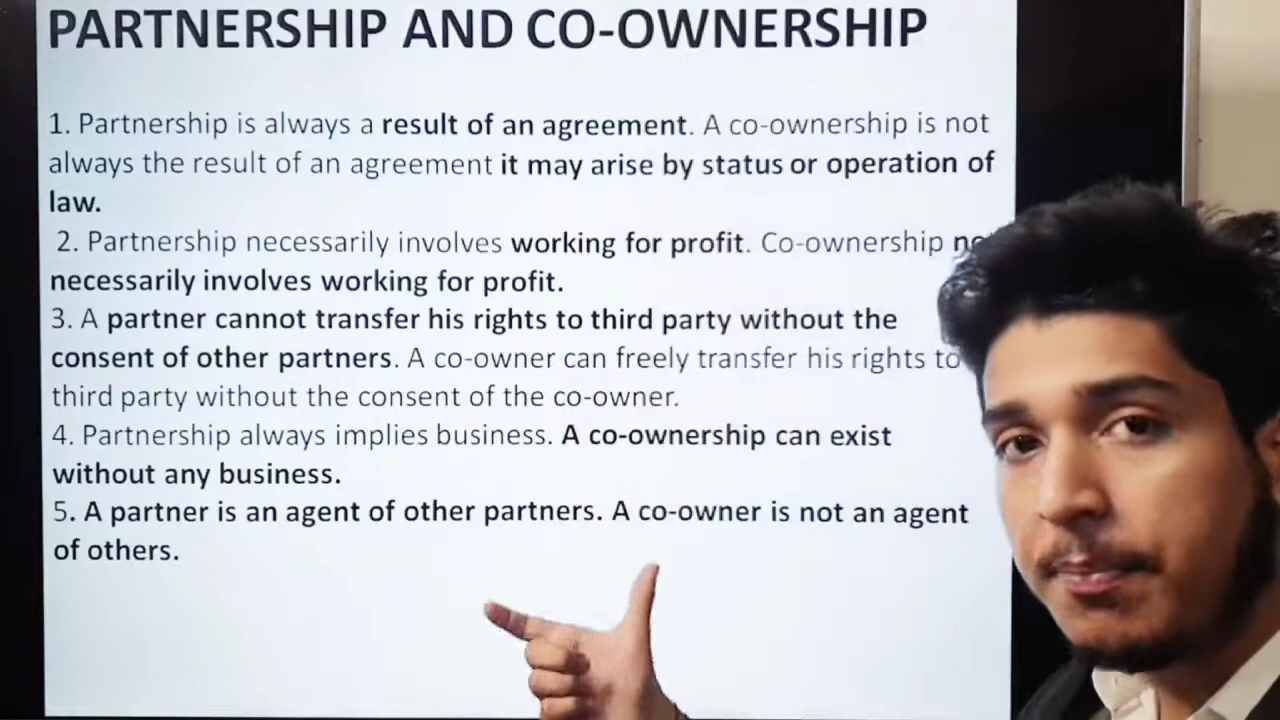 PARTNERSHIP AND CO-OWNERSHIP
1. Partnership is always a result of an agreement. A co-ownership is not
always the result of an agreement it may arise by status or operation of
law.
2. Partnership necessarily involves working for profit. Co-ownership
necessarily involves working for profit.
3. A partner cannot transfer his rights to third party without the
consent of other partners. A co-owner can freely transfer his rights to
third party without the consent of the co-owner.
4. Partnership always implies business. A co-ownership can exist
without any business.
5. A partner is an agent of other partners. A co-owner is not an agent
of others.